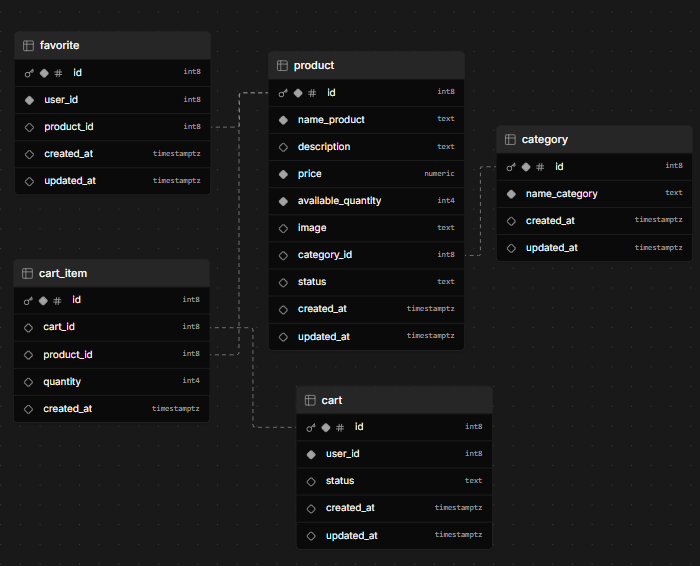 favorite
id int8
user_id int8
product_id int8
created_at timestamptz
updated_at timestamptz
product
id int8
name_product text
description text
price numeric
available_quantity int4
image text
category_id int8
status text
created_at timestamptz
updated_at timestamptz
category
id int8
name_category text
created_at timestamptz
updated_at timestamptz
cart_item
id int8
cart_id int8
product_id int8
quantity int4
created_at timestamptz
cart
id int8
user_id int8
status text
created_at timestamptz
updated_at timestamptz